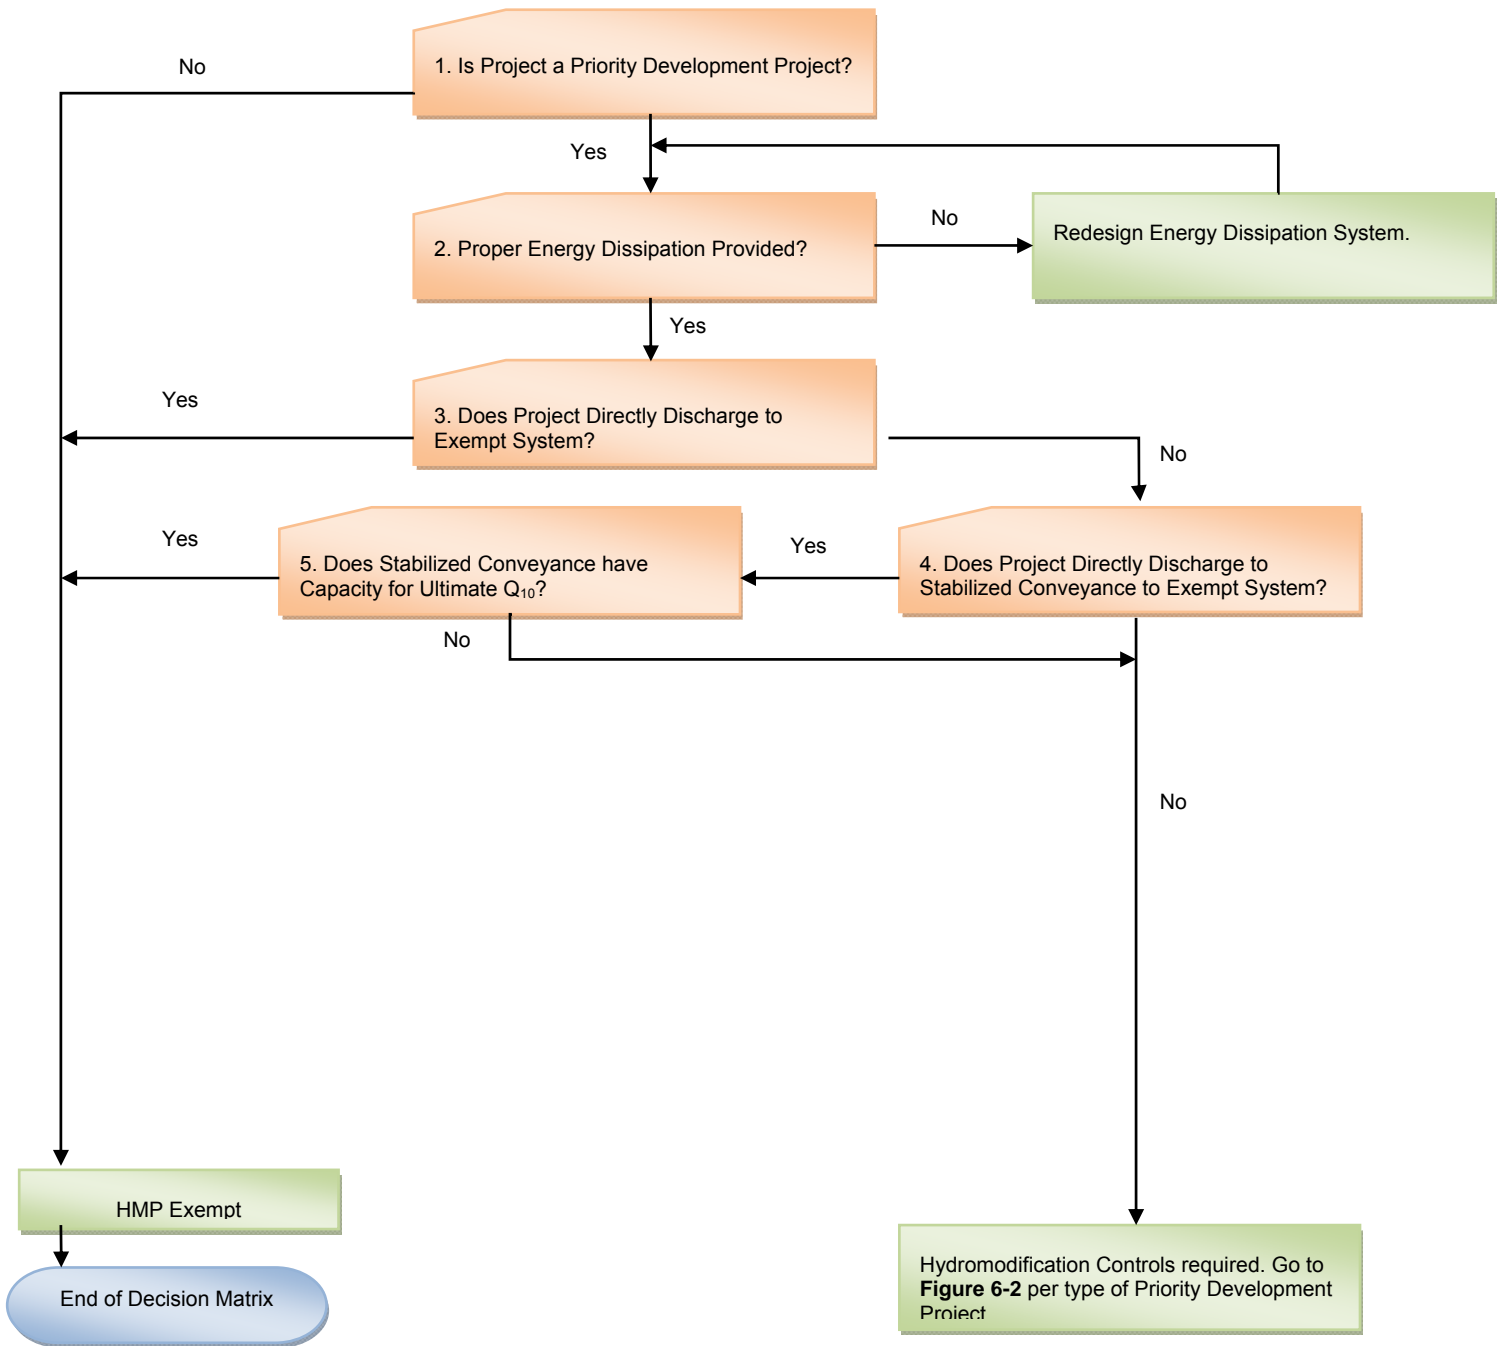 No
1. Is Project a Priority Development Project?
Yes
2. Proper Energy Dissipation Provided?
No
Redesign Energy Dissipation System.
Yes
3. Does Project Directly Discharge to
Exempt System?
Yes
No
4. Does Project Directly Discharge to
Stabilized Conveyance to Exempt System?
Yes
5. Does Stabilized Conveyance have
Capacity for Ultimate Q₁₀?
Yes
No
No
HMP Exempt
End of Decision Matrix
Hydromodification Controls required. Go to
Figure 6-2 per type of Priority Development
Project